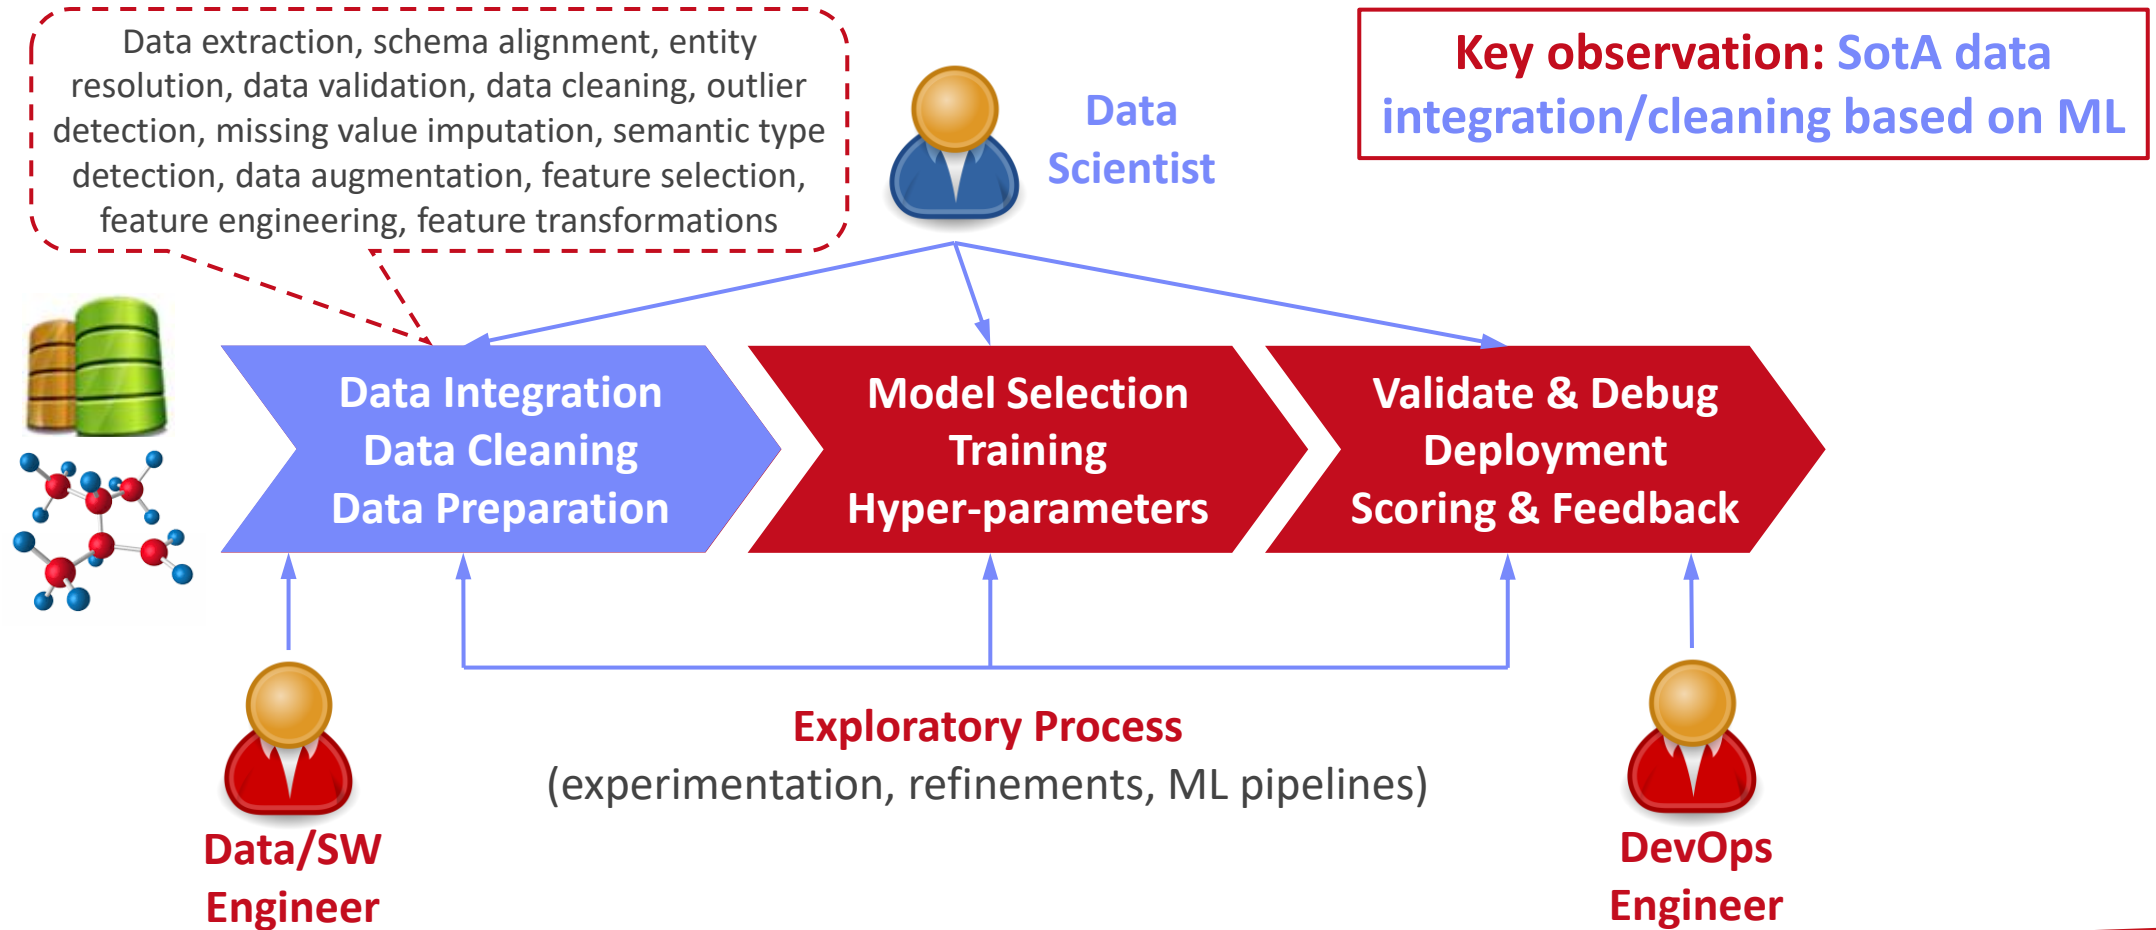 Data extraction, schema alignment, entity
resolution, data validation, data cleaning, outlier
detection, missing value imputation, semantic type
detection, data augmentation, feature selection,
feature engineering, feature transformations
Data
Scientist
Key observation: SotA data
integration/cleaning based on ML
Data Integration
Data Cleaning
Data Preparation
Model Selection
Training
Hyper-parameters
Validate & Debug
Deployment
Scoring & Feedback
Exploratory Process
(experimentation, refinements, ML pipelines)
Data/SW
Engineer
DevOps
Engineer